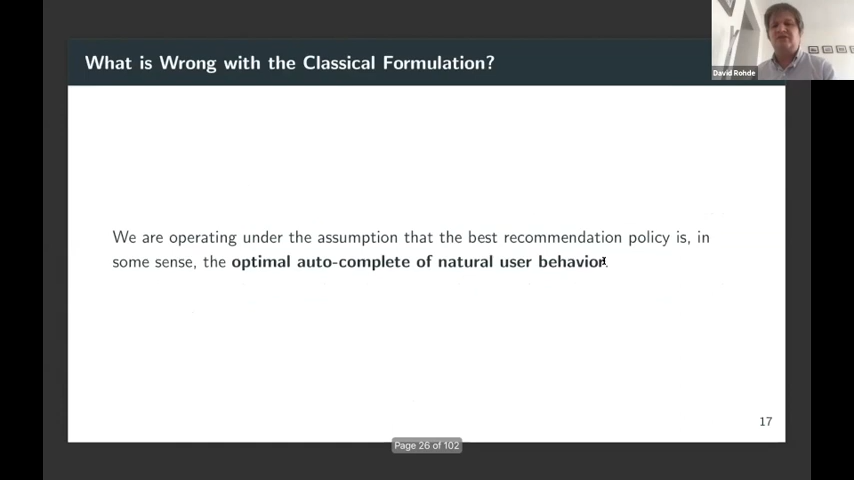 What is Wrong with the Classical Formulation?
David Rohde
We are operating under the assumption that the best recommendation policy is, in
some sense, the optimal auto-complete of natural user behavior.
17
Page 26 of 102